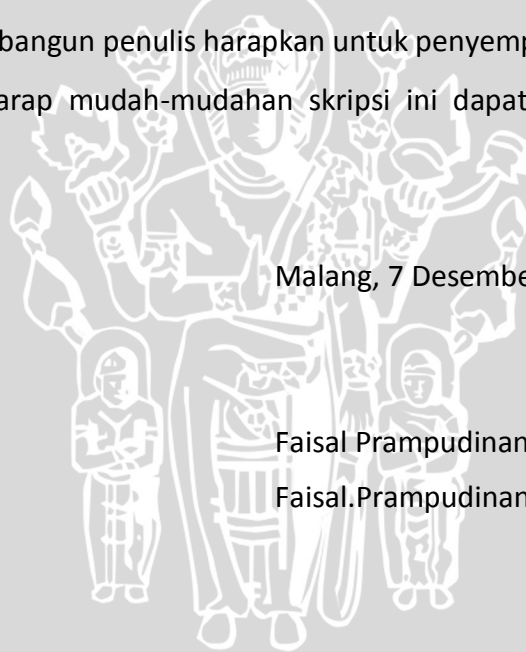 bangun penulis harapkan untuk penyemp
arap mudah-mudahan skripsi ini dapat
Malang, 7 Desembe
Faisal Prampudinan
Faisal.Prampudinan